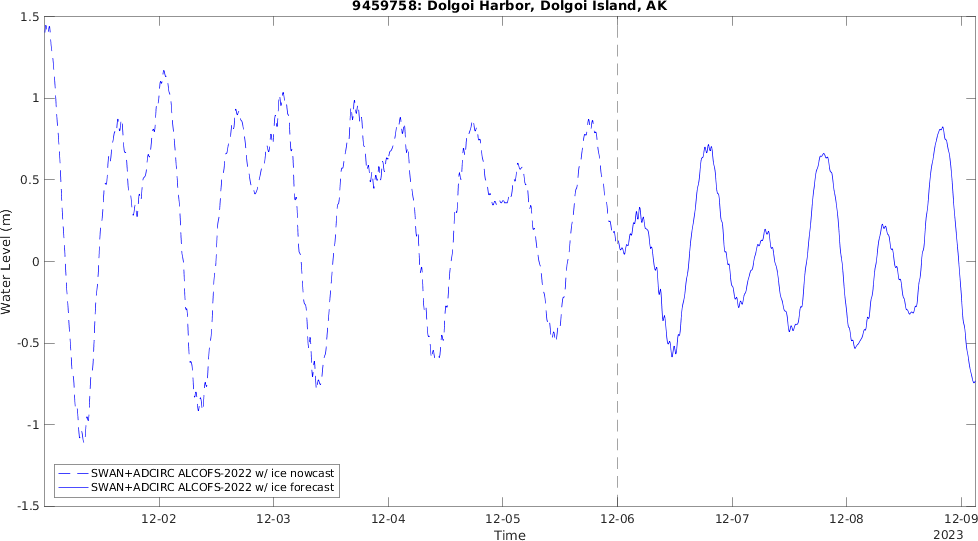 9459758: Dolgoi Harbor, Dolgoi Island, AK
1.5
1
0.5
0
-0.5
-1
-1.5
Water Level (m)
SWAN+ADCIRC ALCOFS-2022 w/ ice nowcast
SWAN+ADCIRC ALCOFS-2022 w/ ice forecast
12-02 12-03 12-04 12-05 12-06 12-07 12-08 12-09
Time
2023